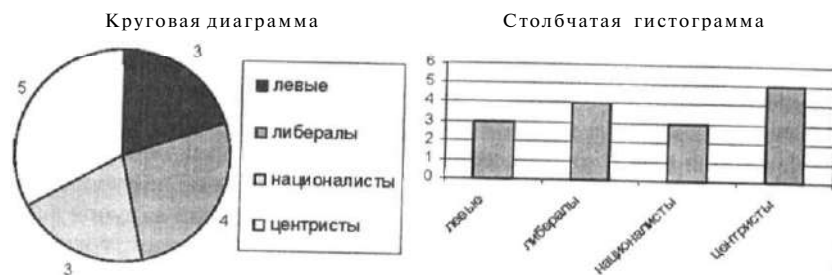 Круговая диаграмма
3
5
4
3
левые
либералы
националисты
центристы
Столбчатая гистограмма
6
5
4
3
2
1
0
левые
либералы
националисты
центристы